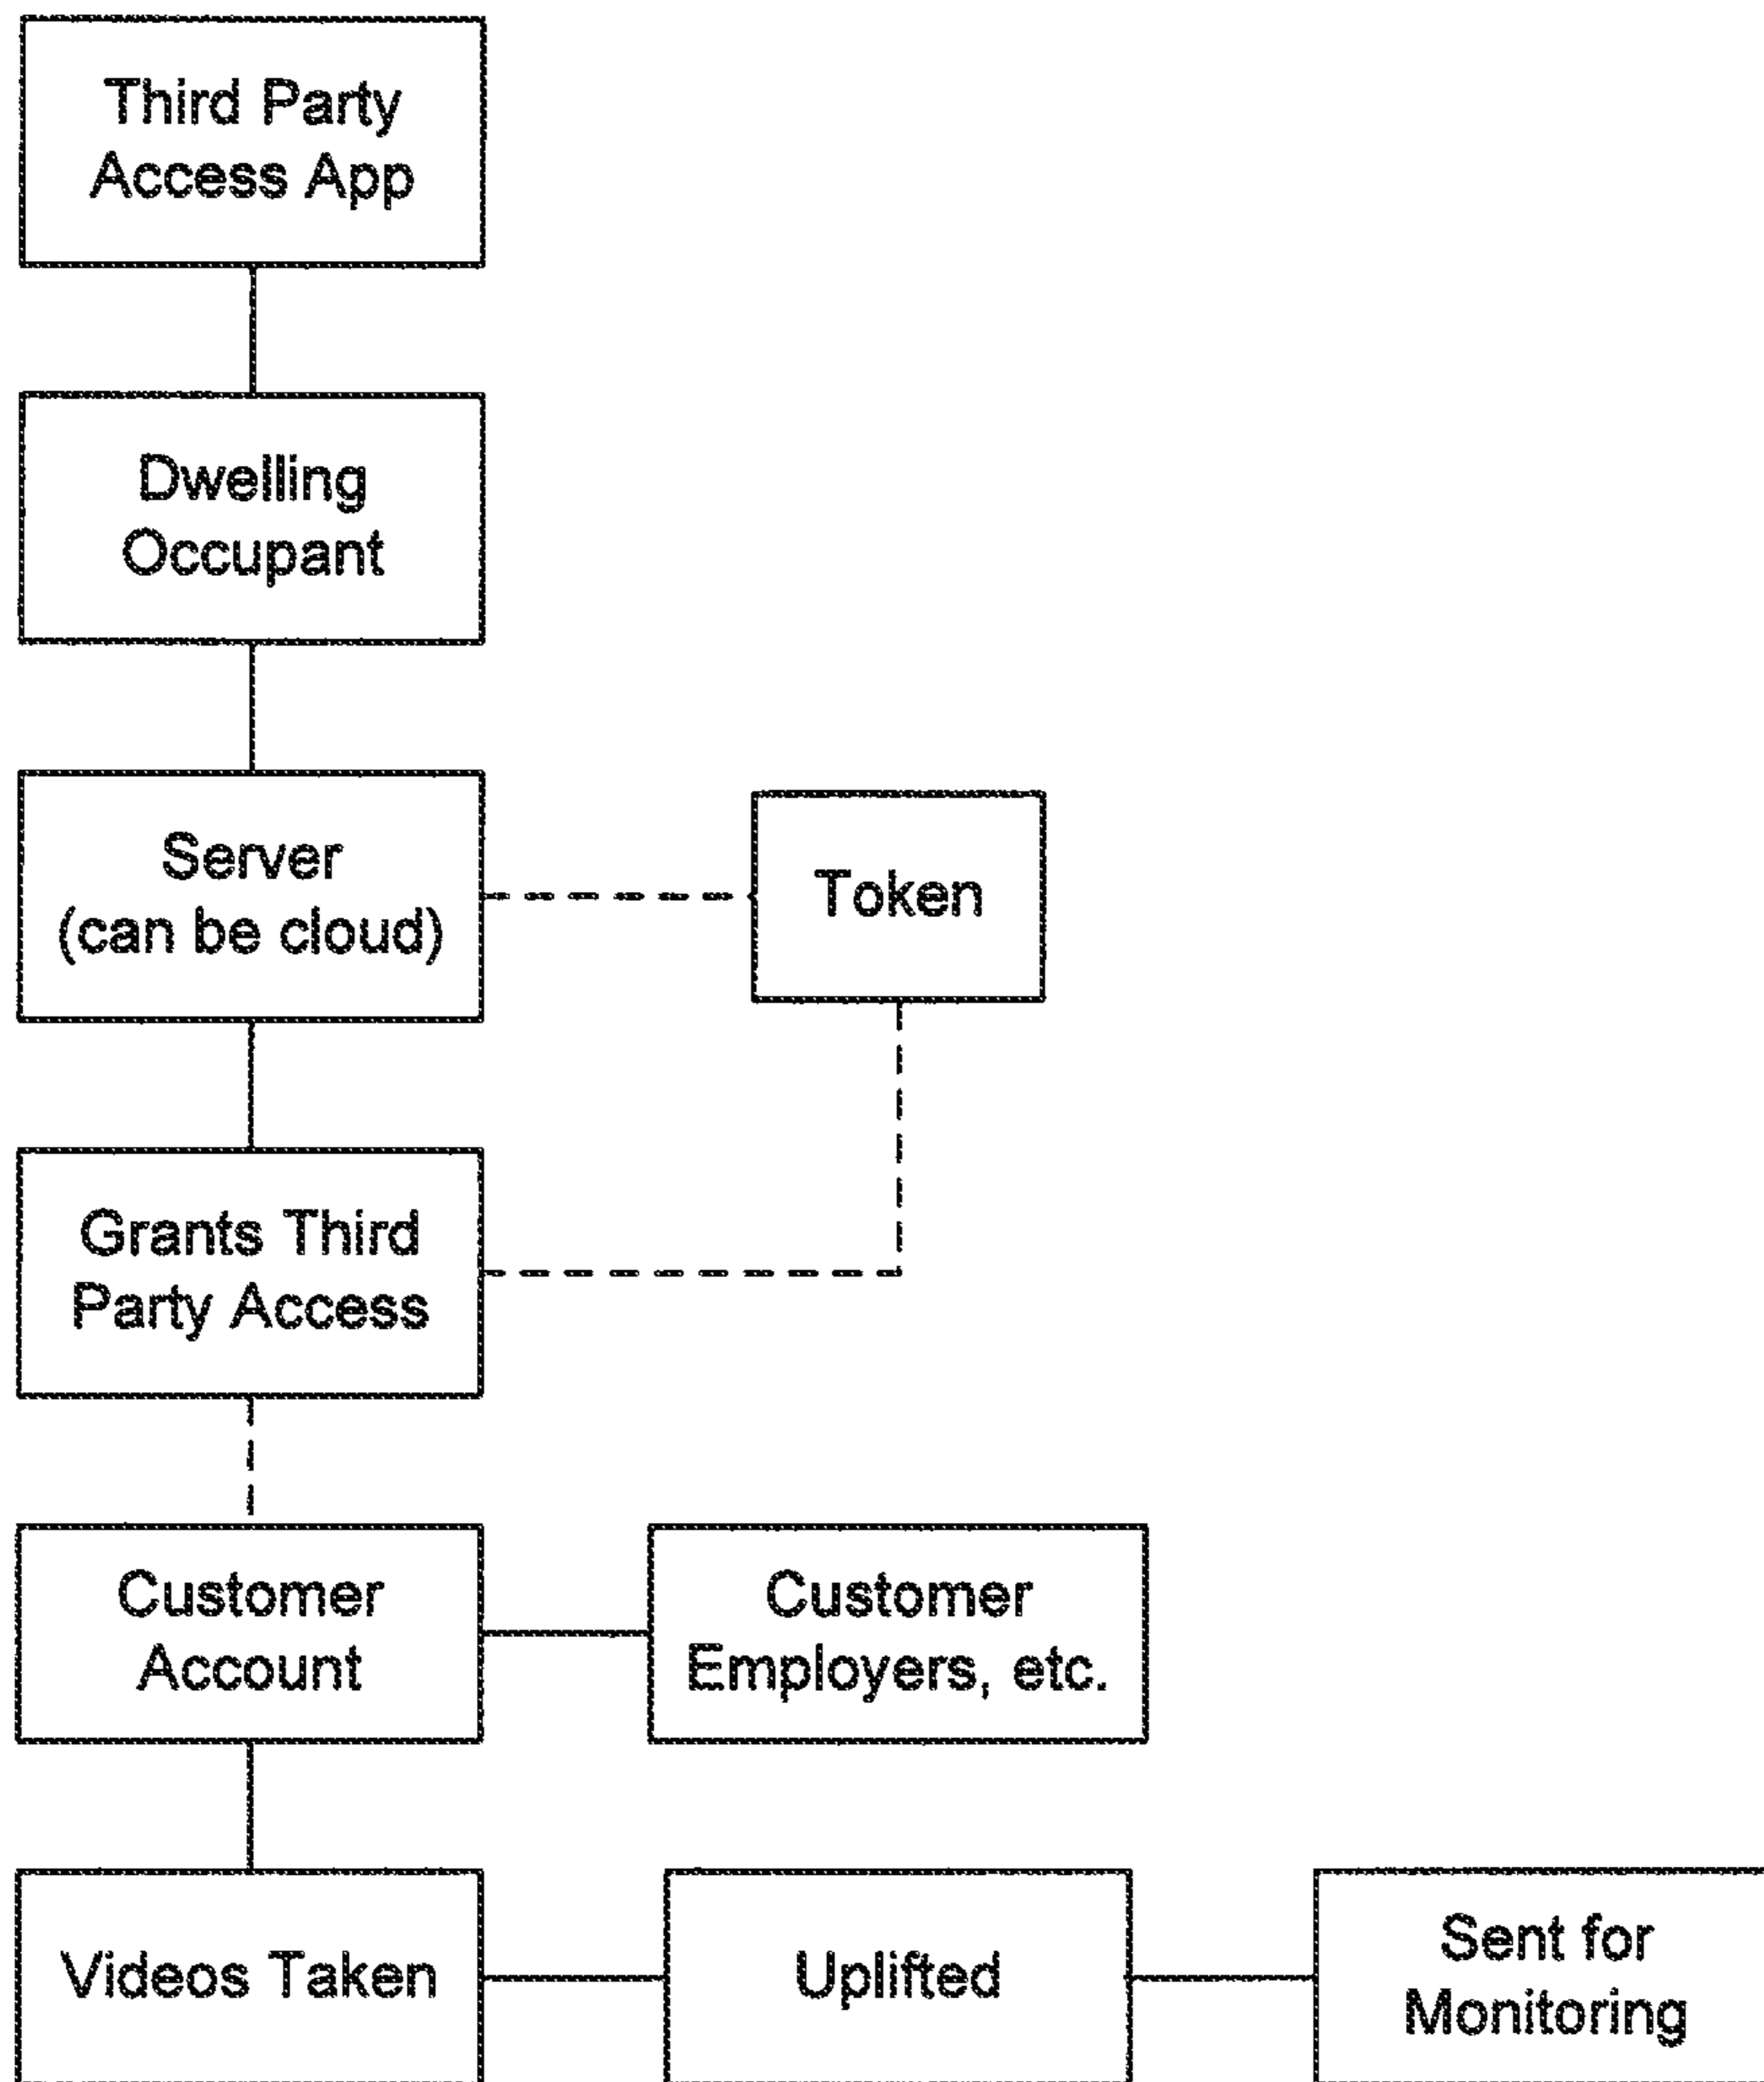 Third Party
Access App
Dwelling
Occupant
Server
(can be cloud)
Token
Grants Third
Party Access
Customer
Account
Customer
Employers, etc.
Videos Taken
Uplifted
Sent for
Monitoring